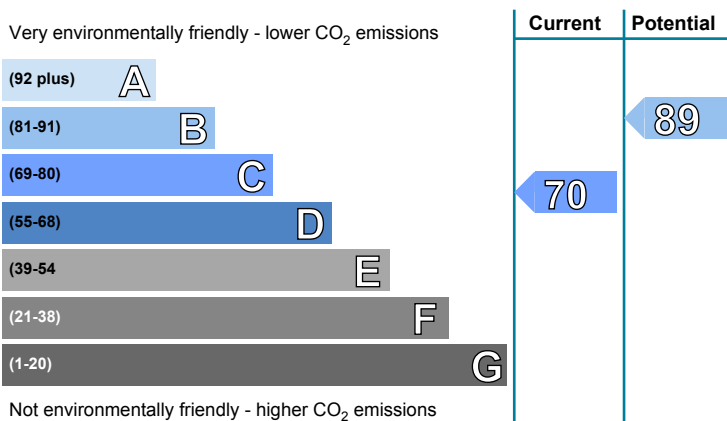 Current Potential
Very environmentally friendly - lower CO2 emissions
(92 plus) A
(81-91) B
89
(69-80) C
70
(55-68) D
(39-54 E
(21-38) F
(1-20) G
Not environmentally friendly - higher CO2 emissions